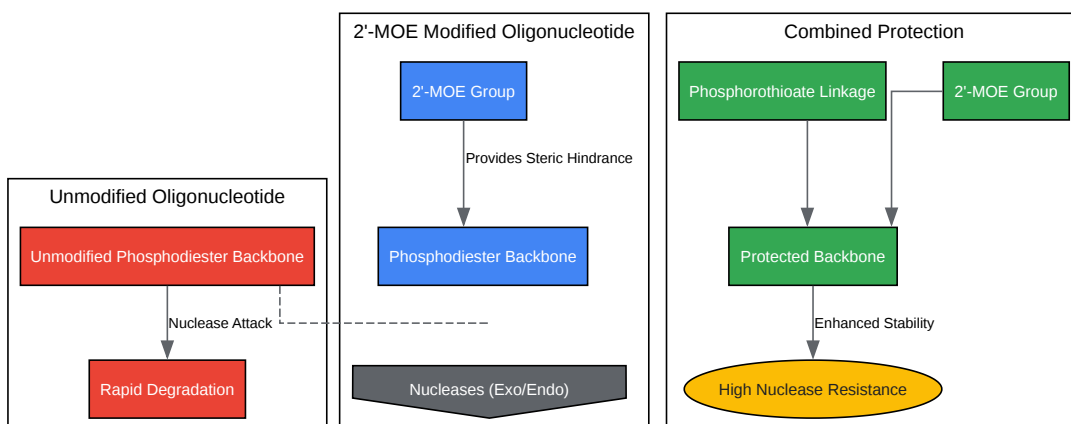 Unmodified Oligonucleotide
Unmodified Phosphodiester Backbone
Nuclease Attack
Rapid Degradation
2'-MOE Modified Oligonucleotide
2'-MOE Group
Provides Steric Hindrance
Phosphodiester Backbone
Nucleases (Exo/Endo)
Combined Protection
Phosphorothioate Linkage
2'-MOE Group
Protected Backbone
Enhanced Stability
High Nuclease Resistance